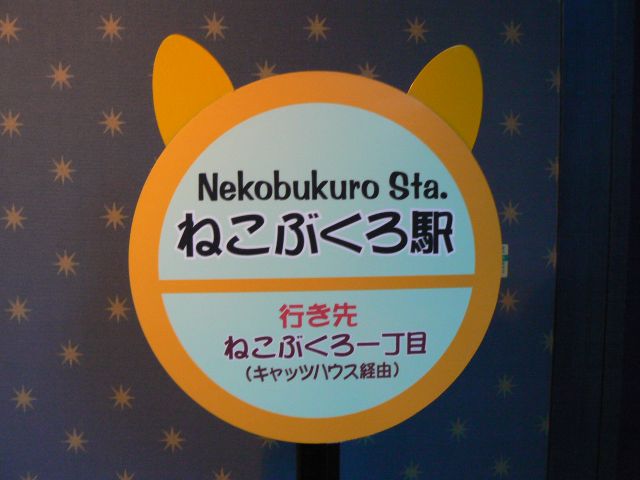 Nekobukuro Sta.
ねこぶくろ駅
行き先
ねこぶくろ一丁目
（キャッツハウス経由）